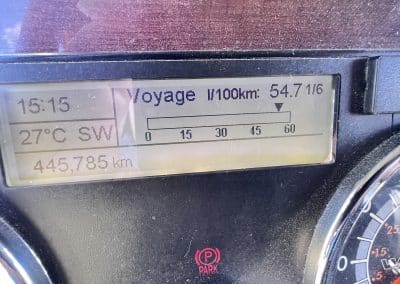 15:15
Voyage l/100km: 54.7 1/6
27°C SW
0 15 30 45 60
445,785 km
P
PARK
0